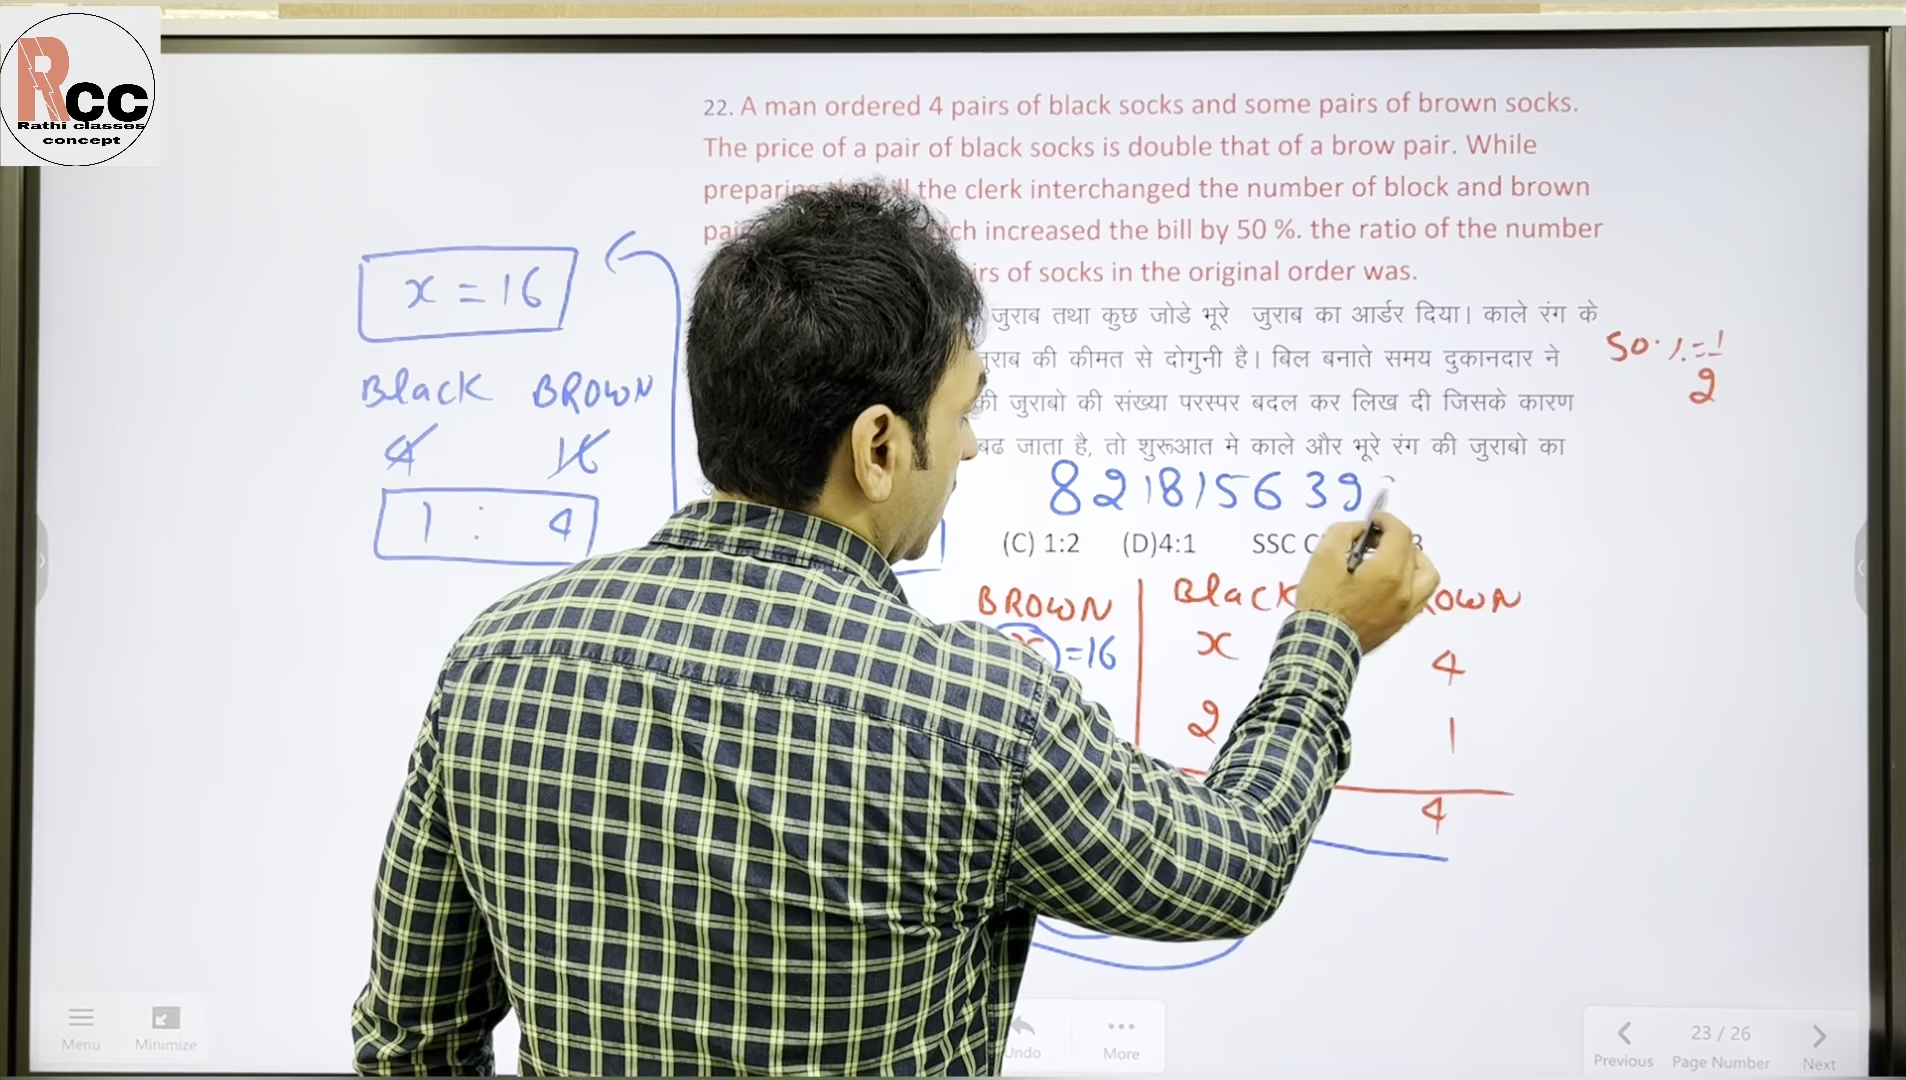 Rcc
Rathi classes
concept
22. A man ordered 4 pairs of black socks and some pairs of brown socks.
The price of a pair of black socks is double that of a brow pair. While
the clerk interchanged the number of block and brown
increased the bill by 50 %. the ratio of the number
of socks in the original order was.
जुराब तथा कुछ जोडे भूरे जुराब का आर्डर दिया। काले रंग के
की कीमत से दोगुनी है। बिल बनाते समय दुकानदार ने
की जुराबो की संख्या परस्पर बदल कर लिख दी जिसके कारण
बढ जाता है, तो शुरूआत मे काले और भूरे रंग की जुराबो का
50%=1/2
x = 16
Black BROWN
4 16
1 : 4
821815639
(C) 1:2 (D)4:1 SSC
BROWN Black
=16 x 4
2 1
4
Menu
Minimize
Undo
More
Previous
23 / 26
Page Number
Next